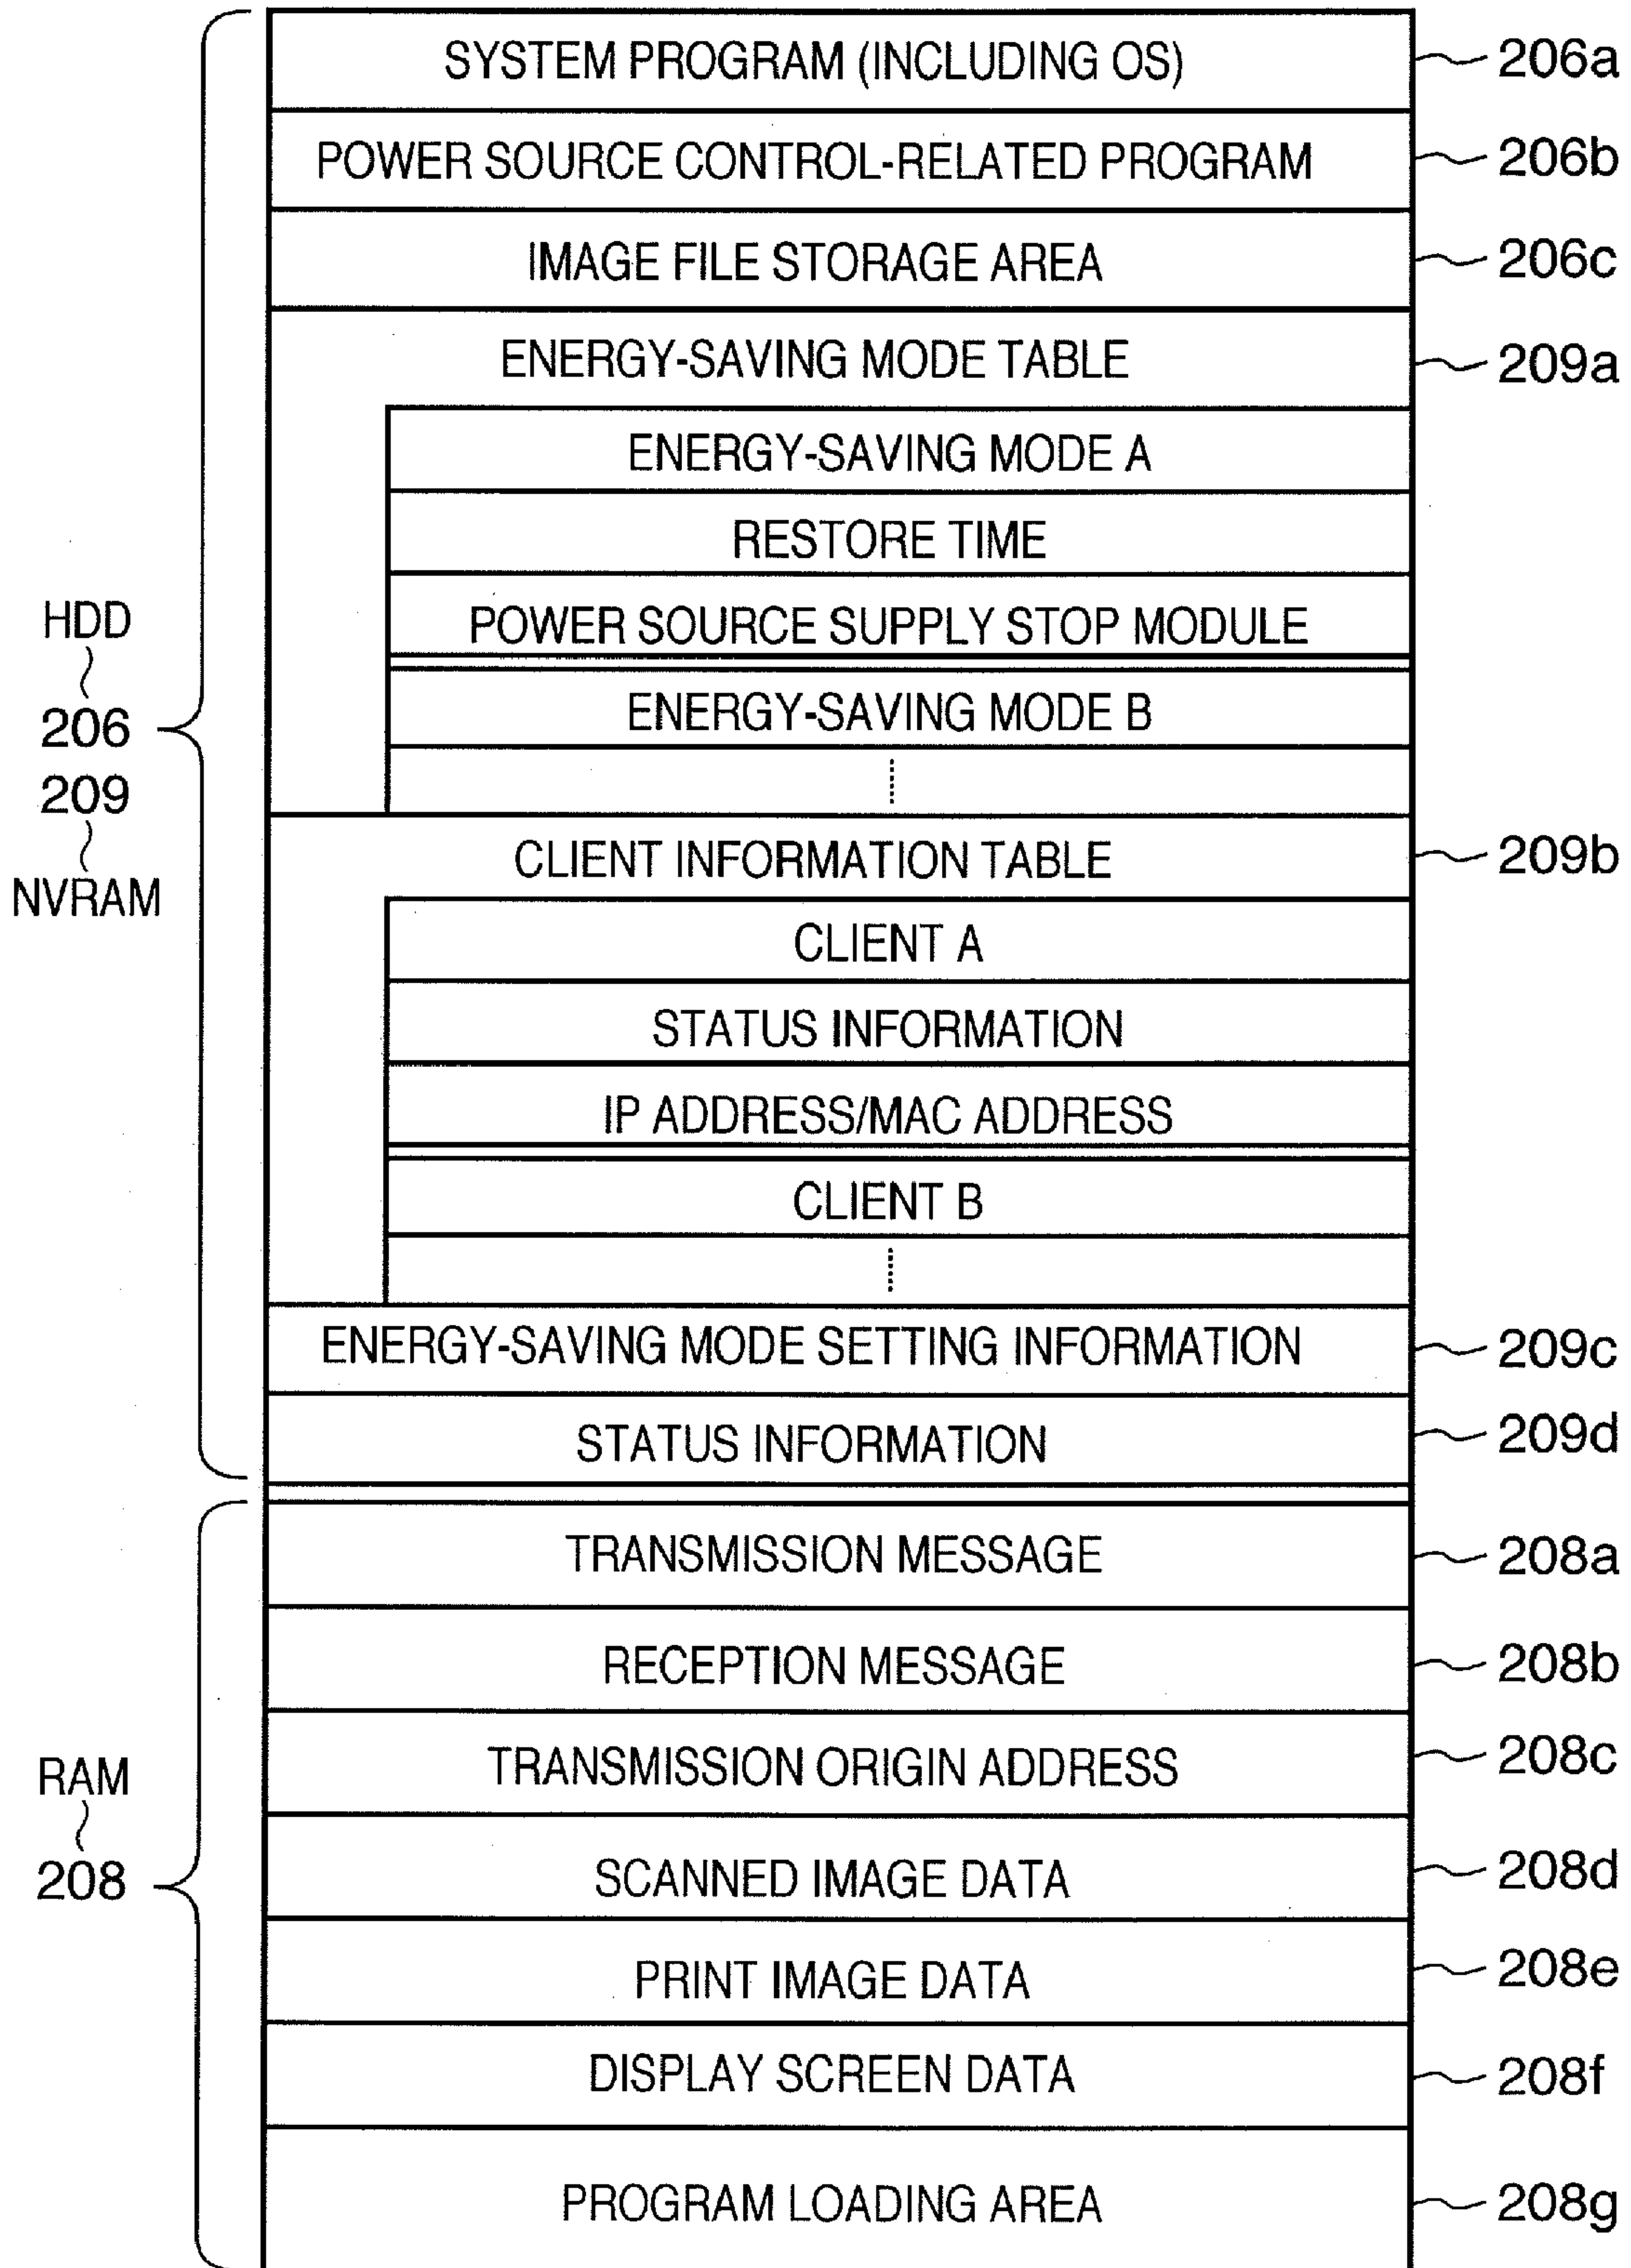 SYSTEM PROGRAM (INCLUDING OS) 206a
POWER SOURCE CONTROL-RELATED PROGRAM 206b
IMAGE FILE STORAGE AREA 206c
ENERGY-SAVING MODE TABLE 209a
ENERGY-SAVING MODE A
RESTORE TIME
POWER SOURCE SUPPLY STOP MODULE
ENERGY-SAVING MODE B
HDD
206
209
NVRAM
CLIENT INFORMATION TABLE 209b
CLIENT A
STATUS INFORMATION
IP ADDRESS/MAC ADDRESS
CLIENT B
ENERGY-SAVING MODE SETTING INFORMATION 209c
STATUS INFORMATION 209d
TRANSMISSION MESSAGE 208a
RECEPTION MESSAGE 208b
TRANSMISSION ORIGIN ADDRESS 208c
RAM
208
SCANNED IMAGE DATA 208d
PRINT IMAGE DATA 208e
DISPLAY SCREEN DATA 208f
PROGRAM LOADING AREA 208g